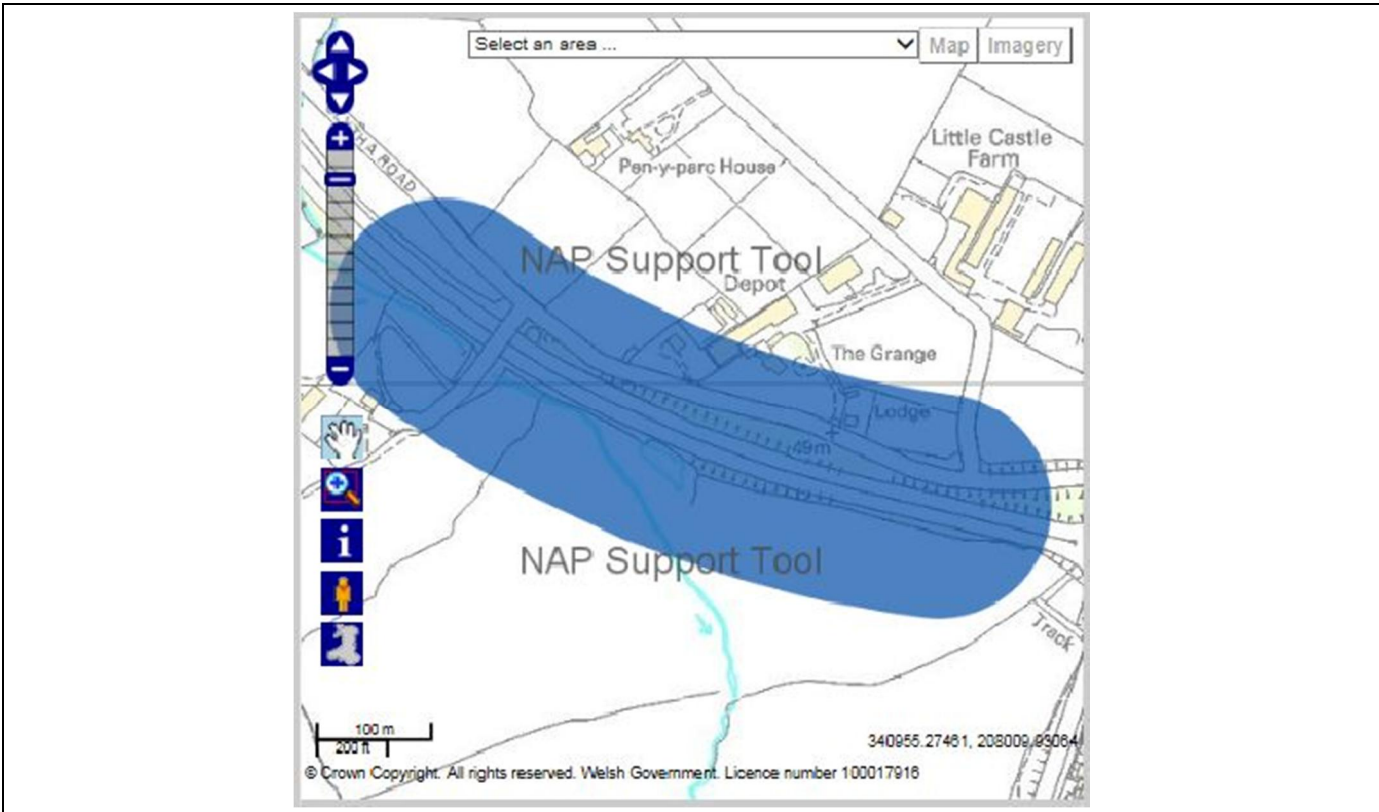 Select an area ...
Map
Imagery
THA ROAD
Pen-y-parc House
Little Castle
Farm
NAP Support Tool
Depot
The Grange
Lodge
49m
NAP Support Tool
Track
100 m
200 ft
340955.27461, 208009.93064
© Crown Copyright. All rights reserved. Welsh Government. Licence number 100017916